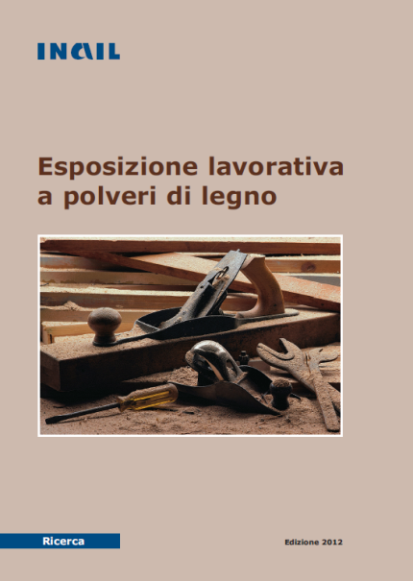 INAIL
Esposizione lavorativa
a polveri di legno
Ricerca
Edizione 2012